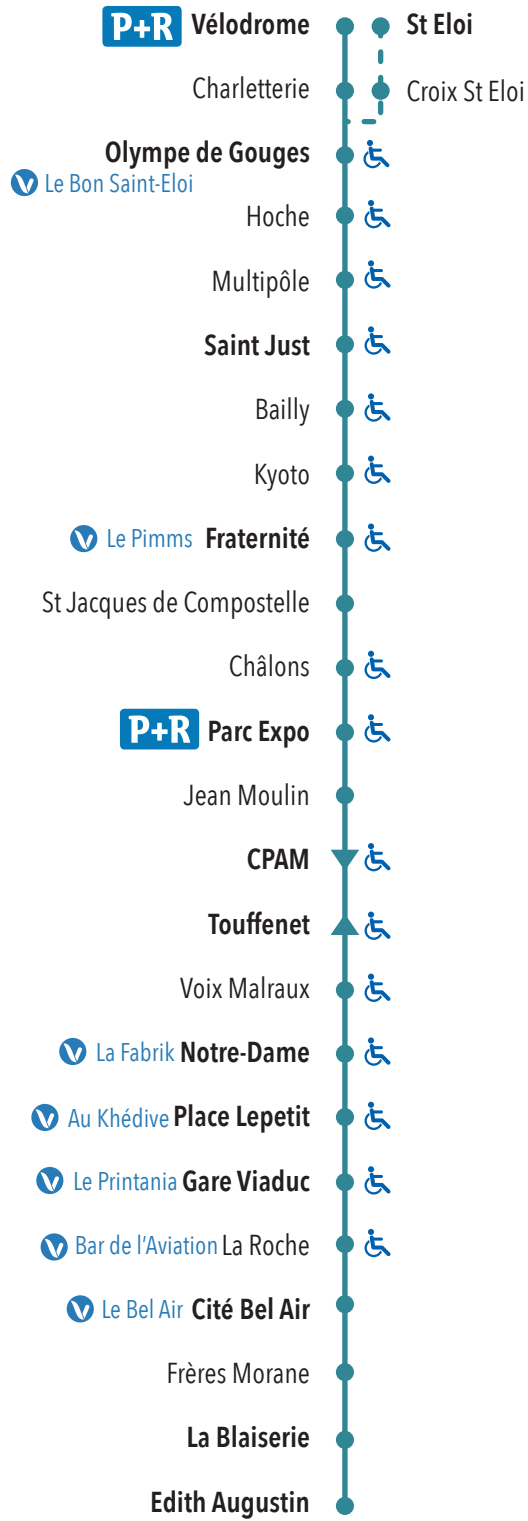 P+R Vélodrome St Eloi
Charletterie Croix St Eloi
Olympe de Gouges
Le Bon Saint-Eloi
Hoche
Multipôle
Saint Just
Bailly
Kyoto
Le Pimms Fraternité
St Jacques de Compostelle
Châlons
P+R Parc Expo
Jean Moulin
CPAM
Touffenet
Voix Malraux
La Fabrik Notre-Dame
Au Khédive Place Lepetit
Le Printania Gare Viaduc
Bar de l'Aviation La Roche
Le Bel Air Cité Bel Air
Frères Morane
La Blaiserie
Edith Augustin